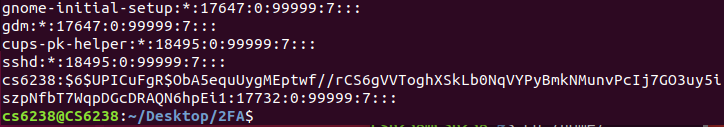 gnome-initial-setup:*:17647:0:99999:7:::
gdm:*:17647:0:99999:7:::
cups-pk-helper:*:18495:0:99999:7:::
sshd:*:18495:0:99999:7:::
cs6238:$6$UPICuFgR$ObA5equUygMEptwf//rCS6gVVToghXSkLb0NqVYPyBmkNMunvPcIj7GO3uy5i
szpNfbT7WqpDGcDRAQN6hpEi1:17732:0:99999:7:::
cs6238@CS6238:~/Desktop/2FA$